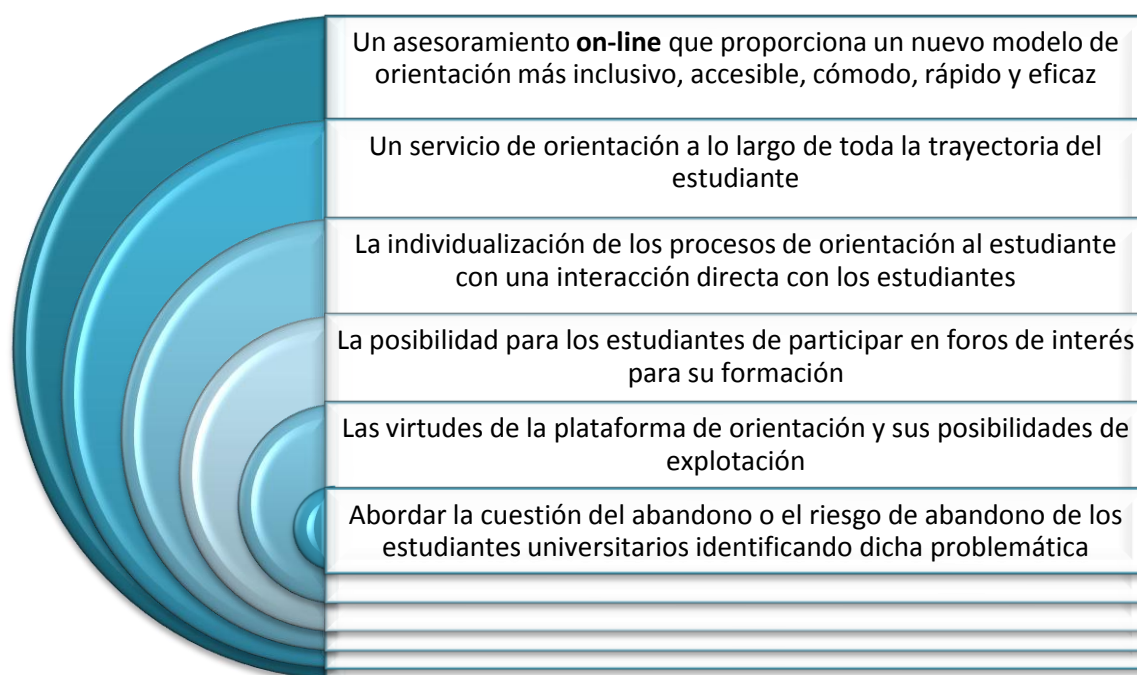 Un asesoramiento on-line que proporciona un nuevo modelo de
orientación más inclusivo, accesible, cómodo, rápido y eficaz
Un servicio de orientación a lo largo de toda la trayectoria del
estudiante
La individualización de los procesos de orientación al estudiante
con una interacción directa con los estudiantes
La posibilidad para los estudiantes de participar en foros de interés
para su formación
Las virtudes de la plataforma de orientación y sus posibilidades de
explotación
Abordar la cuestión del abandono o el riesgo de abandono de los
estudiantes universitarios identificando dicha problemática